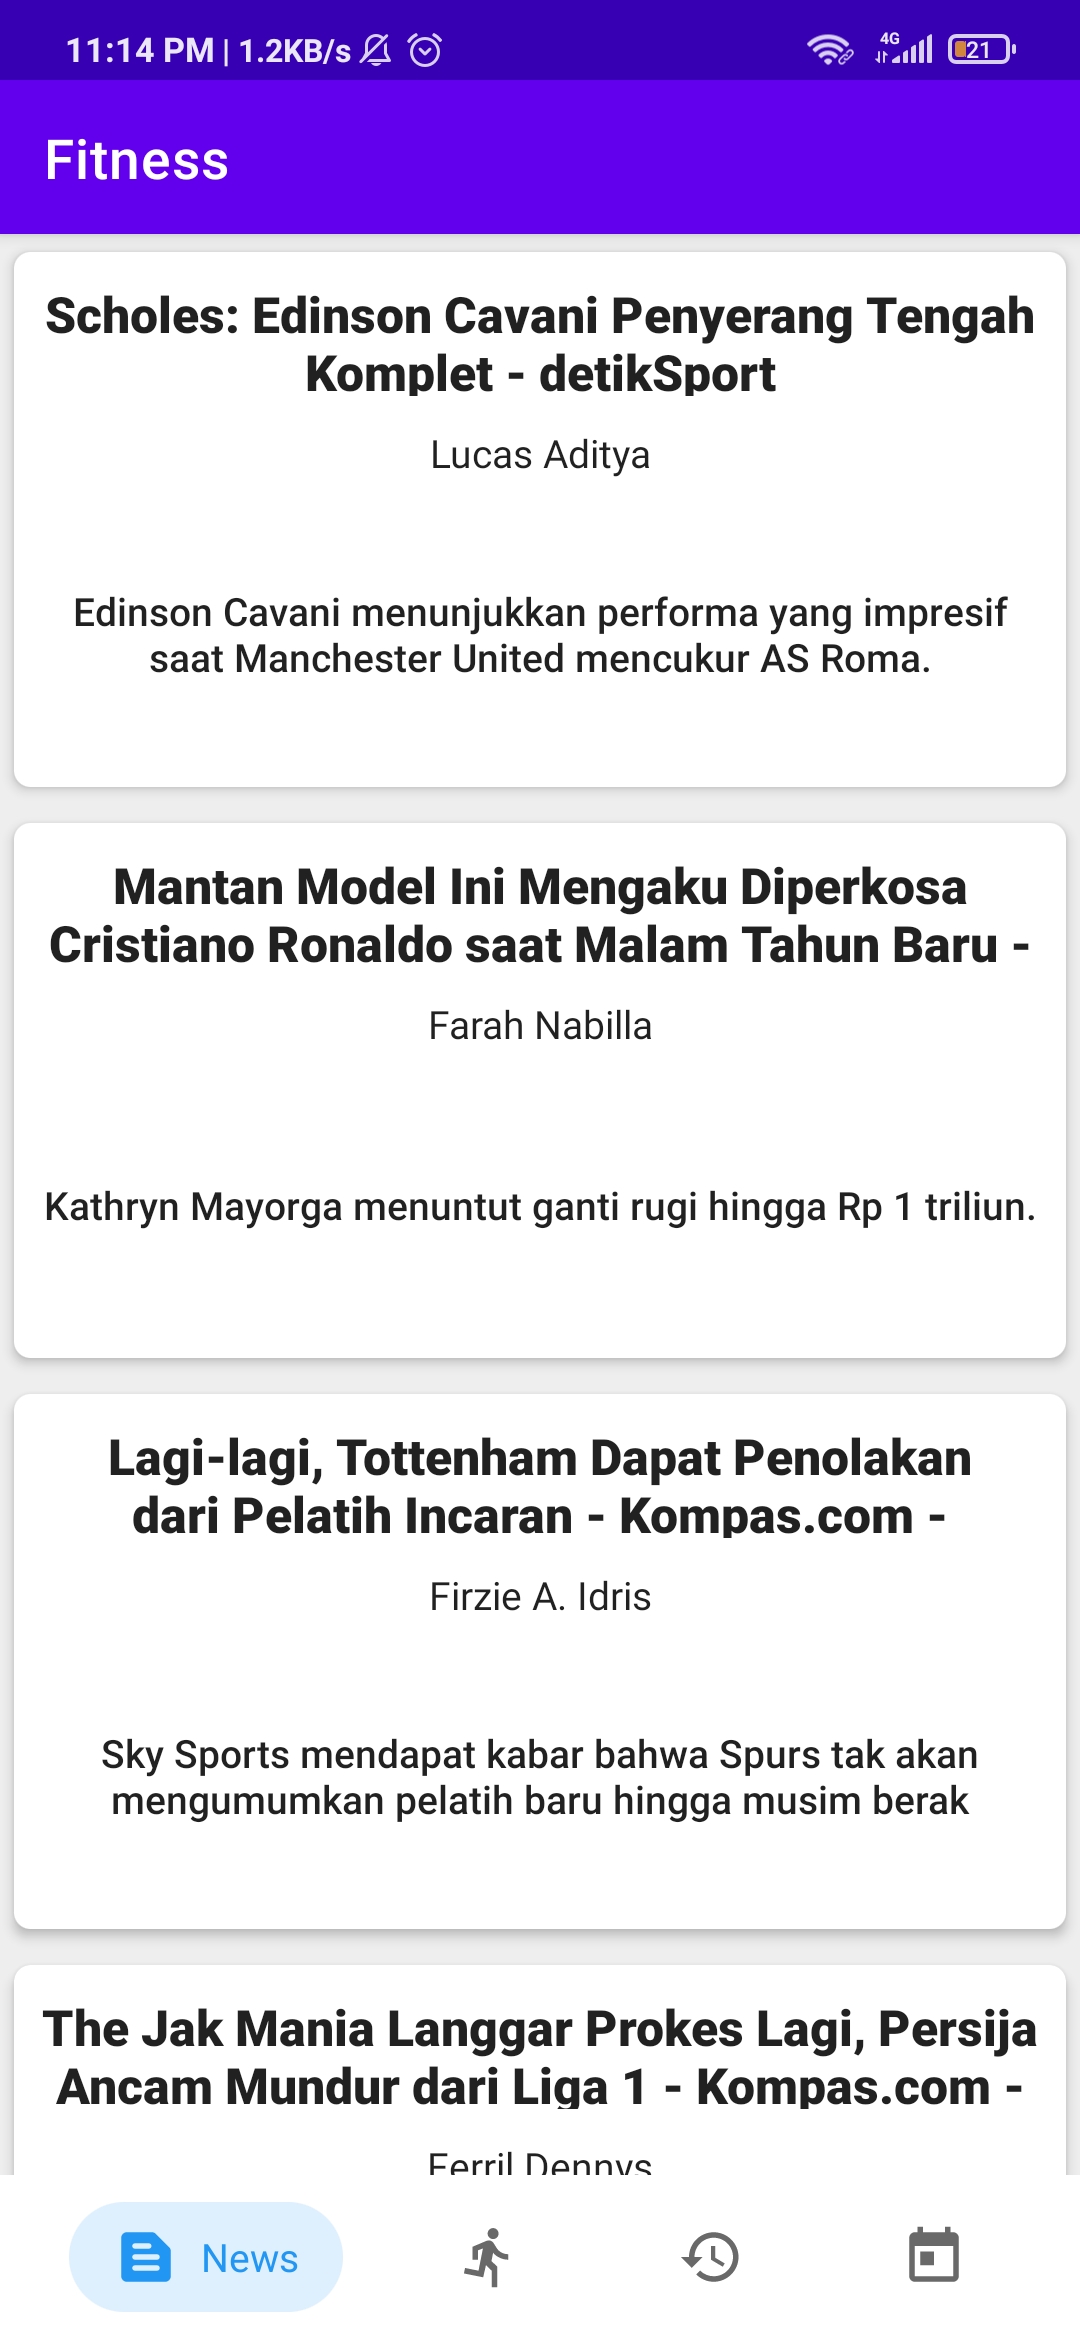 11:14 PM | 1.2KB/s
4G
21
Fitness
Scholes: Edinson Cavani Penyerang Tengah
Komplet - detikSport
Lucas Aditya
Edinson Cavani menunjukkan performa yang impresif
saat Manchester United mencukur AS Roma.
Mantan Model Ini Mengaku Diperkosa
Cristiano Ronaldo saat Malam Tahun Baru -
Farah Nabilla
Kathryn Mayorga menuntut ganti rugi hingga Rp 1 triliun.
Lagi-lagi, Tottenham Dapat Penolakan
dari Pelatih Incaran - Kompas.com -
Firzie A. Idris
Sky Sports mendapat kabar bahwa Spurs tak akan
mengumumkan pelatih baru hingga musim berak
The Jak Mania Langgar Prokes Lagi, Persija
Ancam Mundur dari Liga 1 - Kompas.com -
Ferril Dennys
News